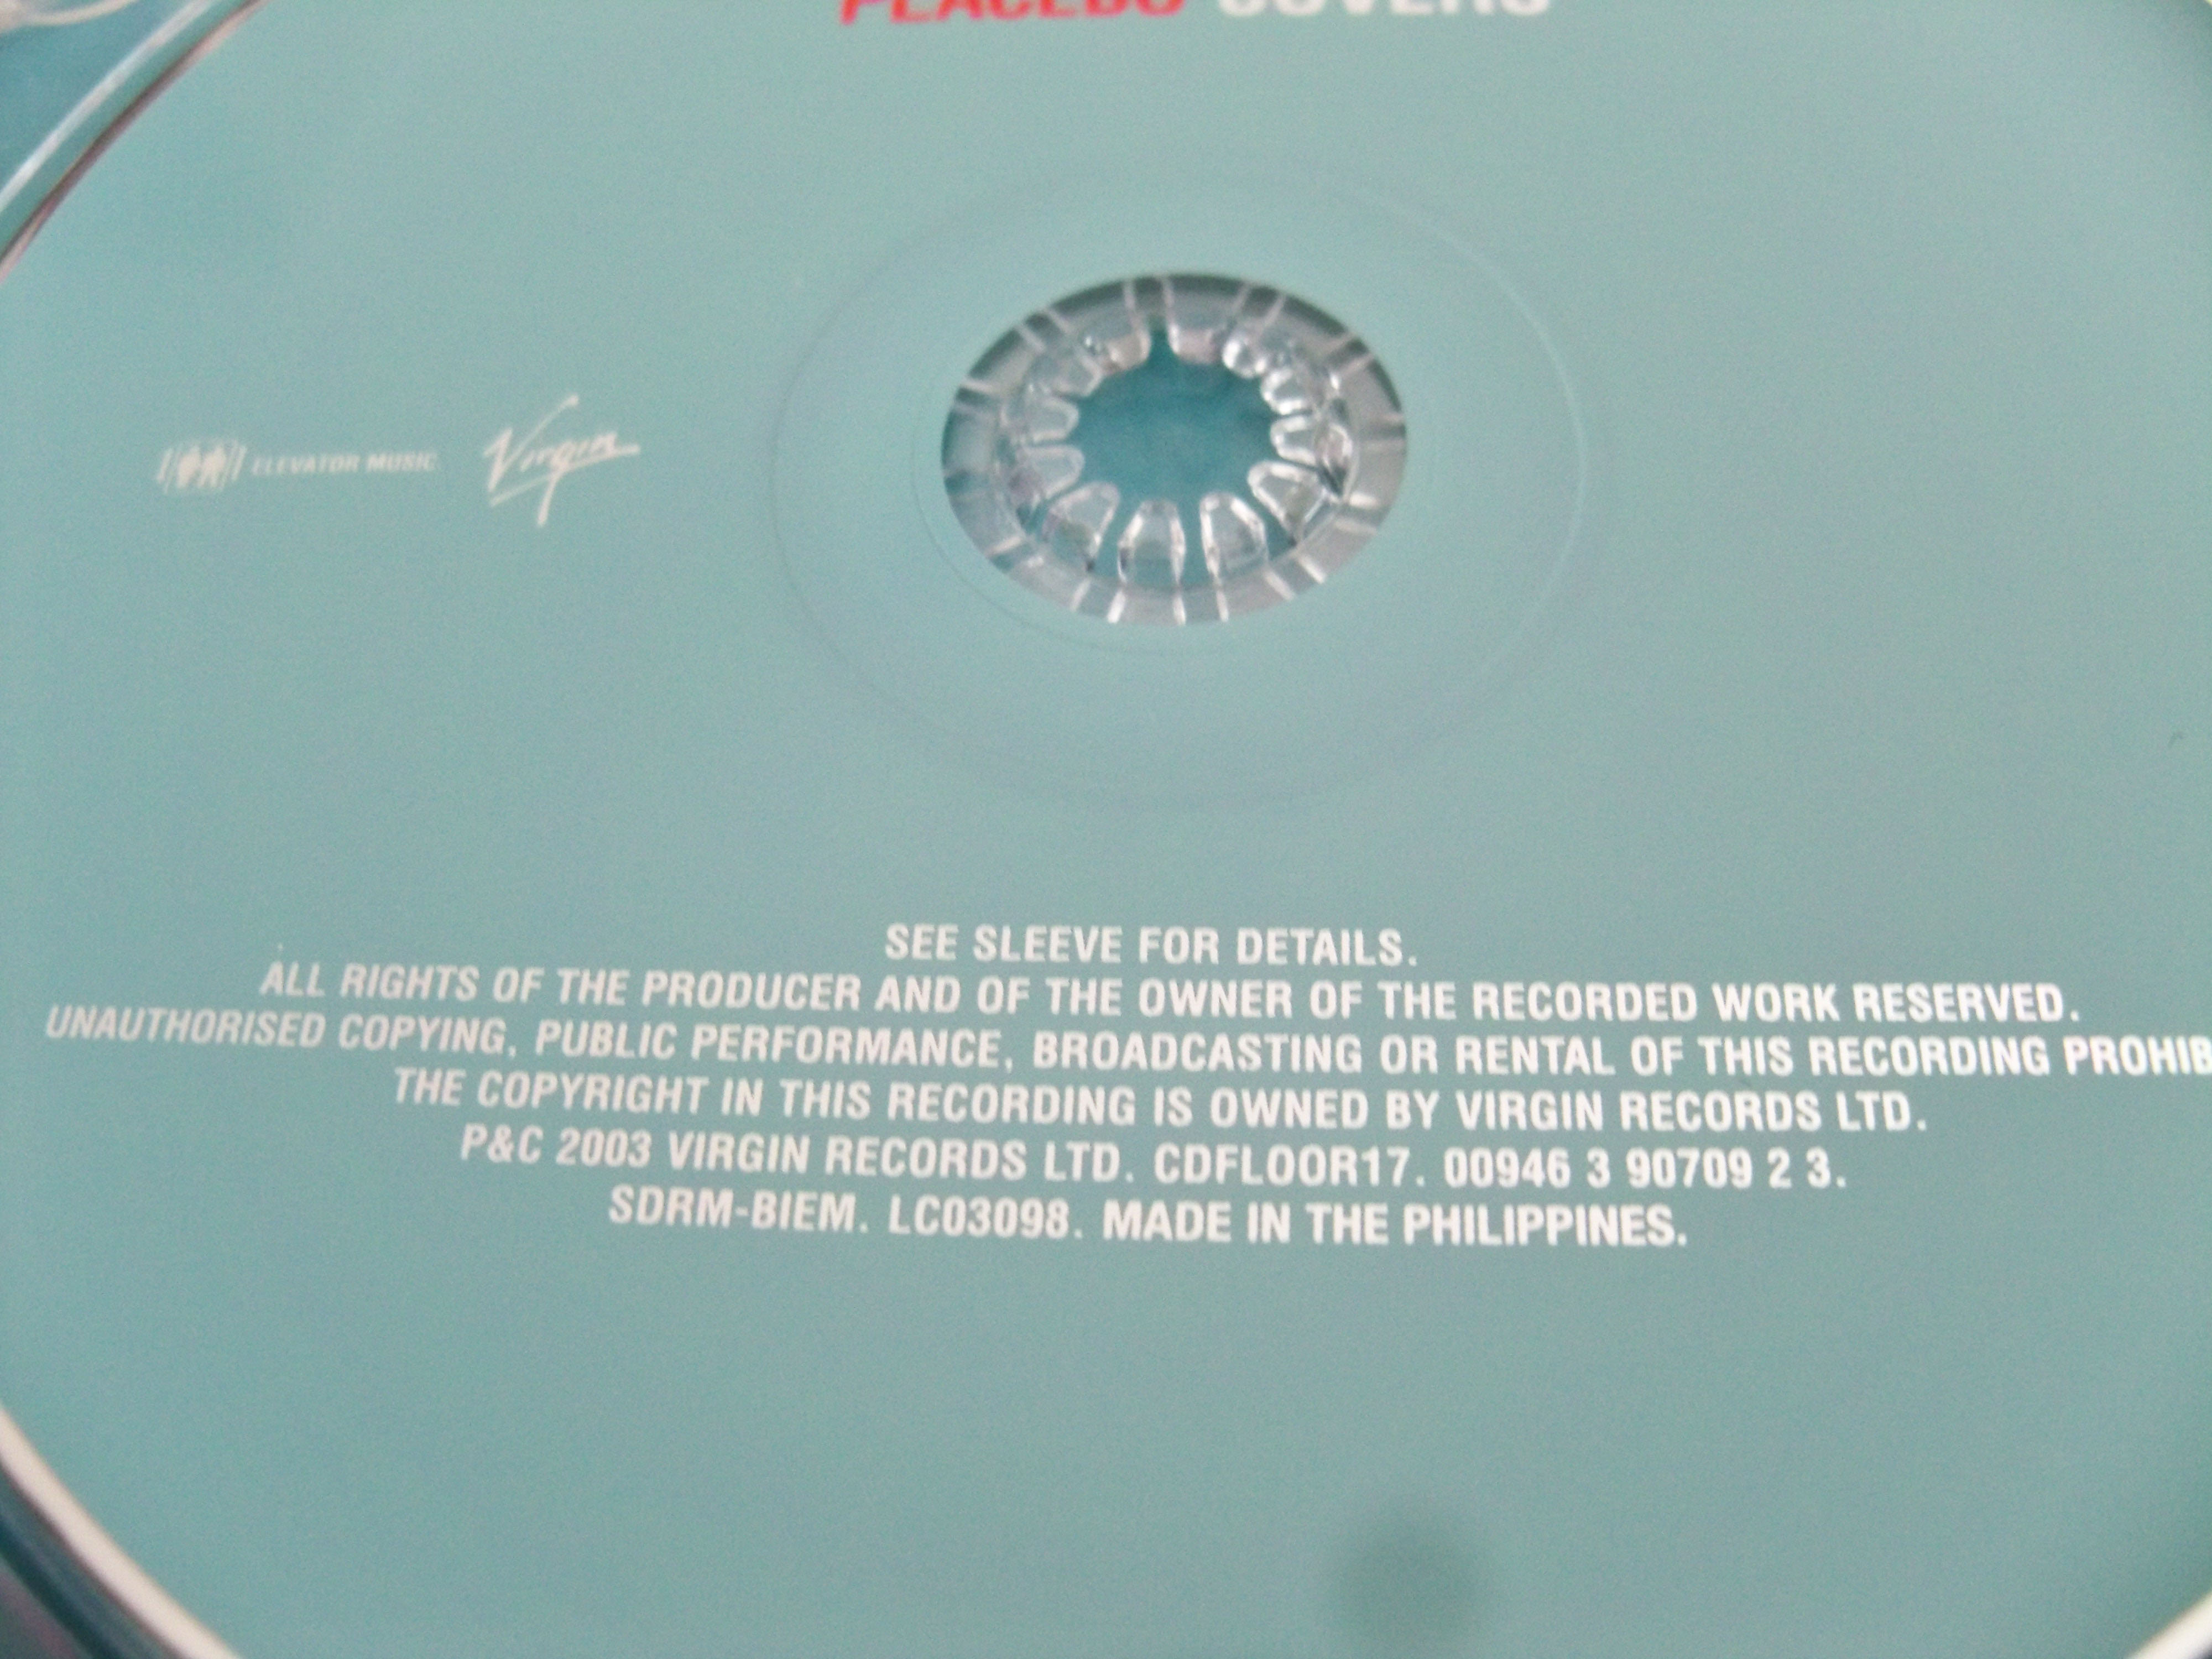 PLACEBO COVERS
ELEVATOR MUSIC.
Virgin
SEE SLEEVE FOR DETAILS.
ALL RIGHTS OF THE PRODUCER AND OF THE OWNER OF THE RECORDED WORK RESERVED.
UNAUTHORISED COPYING, PUBLIC PERFORMANCE, BROADCASTING OR RENTAL OF THIS RECORDING PROHIB
THE COPYRIGHT IN THIS RECORDING IS OWNED BY VIRGIN RECORDS LTD.
P&C 2003 VIRGIN RECORDS LTD. CDFLOOR17. 00946 3 90709 2 3.
SDRM-BIEM. LC03098. MADE IN THE PHILIPPINES.